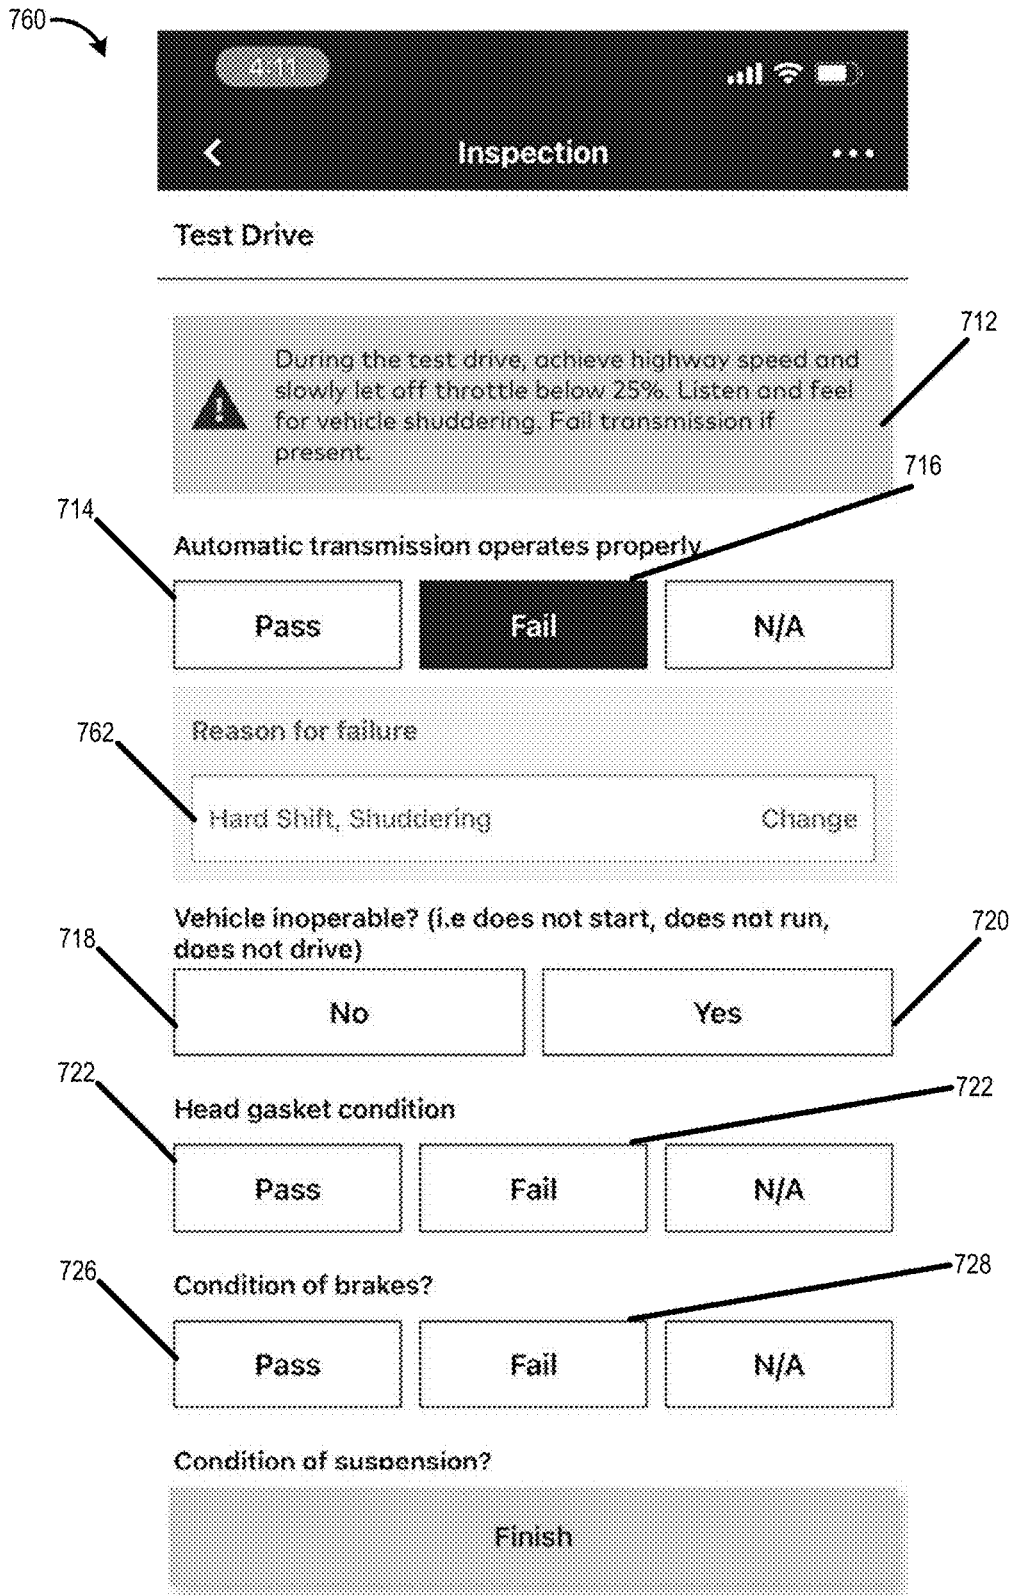 760
4:11
Inspection
Test Drive
712
During the test drive, achieve highway speed and
slowly let off throttle below 25%. Listen and feel
for vehicle shuddering. Fail transmission if
present.
716
714
Automatic transmission operates properly
Pass Fail N/A
Reason for failure
762
Hard Shift, Shuddering Change
Vehicle inoperable? (i.e does not start, does not run,
does not drive)
718
720
No Yes
722
722
Head gasket condition
Pass Fail N/A
726
728
Condition of brakes?
Pass Fail N/A
Condition of suspension?
Finish